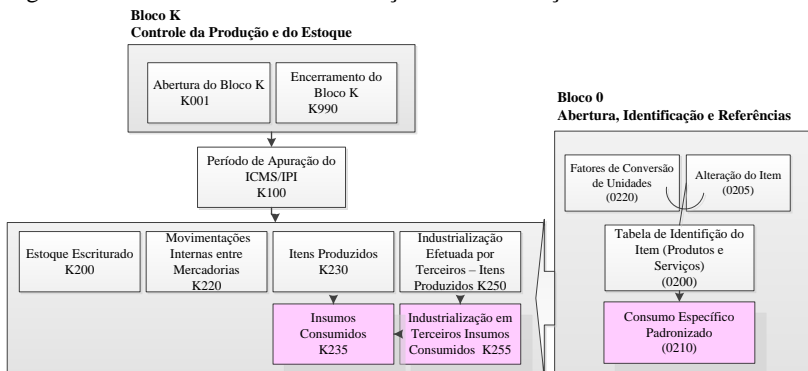 Bloco K
Controle da Produção e do Estoque
Abertura do Bloco K
K001
Encerramento do
Bloco K
K990
Período de Apuração do
ICMS/IPI
K100
Estoque Escriturado
K200
Movimentações
Internas entre
Mercadorias
K220
Itens Produzidos
K230
Industrialização
Efetuada por
Terceiros – Itens
Produzidos K250
Insumos
Consumidos
K235
Industrialização em
Terceiros Insumos
Consumidos K255
Bloco 0
Abertura, Identificação e Referências
Fatores de Conversão
de Unidades
(0220)
Alteração do Item
(0205)
Tabela de Identifição do
Item (Produtos e
Serviços)
(0200)
Consumo Específico
Padronizado
(0210)